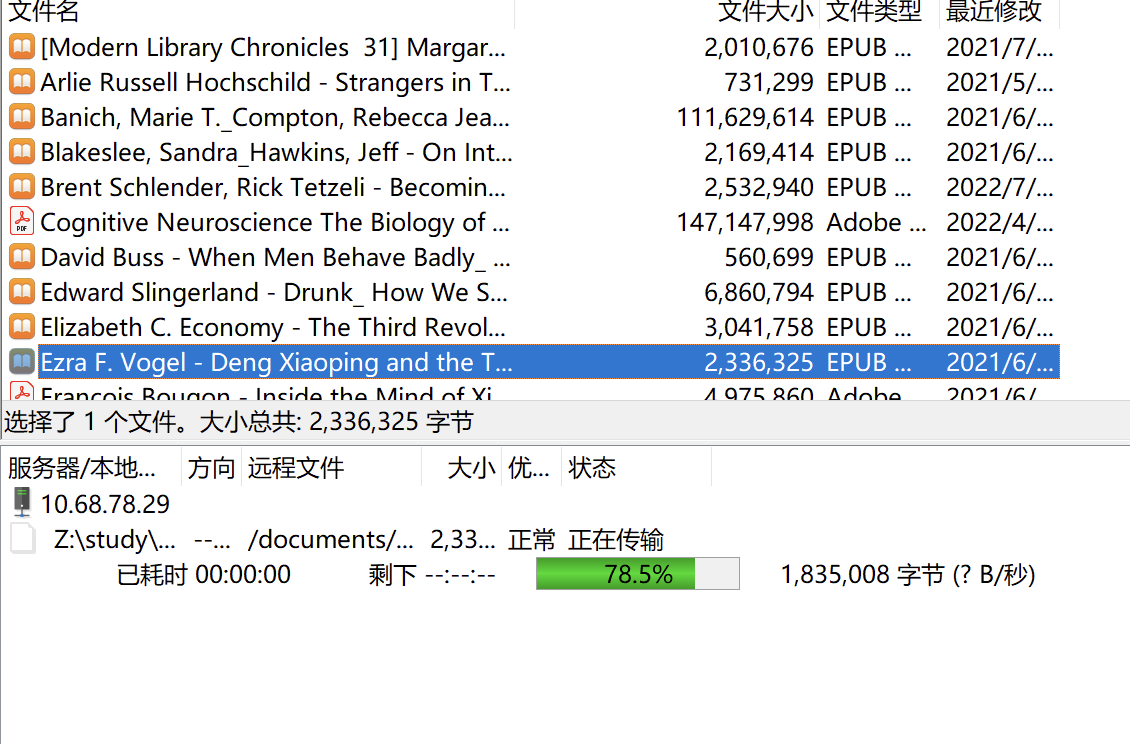 文件名 文件大小 文件类型 最近修改
[Modern Library Chronicles 31] Margar... 2,010,676 EPUB ... 2021/7/...
Arlie Russell Hochschild - Strangers in T... 731,299 EPUB ... 2021/5/...
Banich, Marie T._Compton, Rebecca Jea... 111,629,614 EPUB ... 2021/6/...
Blakeslee, Sandra_Hawkins, Jeff - On Int... 2,169,414 EPUB ... 2021/6/...
Brent Schlender, Rick Tetzeli - Becomin... 2,532,940 EPUB ... 2022/7/...
Cognitive Neuroscience The Biology of ... 147,147,998 Adobe ... 2022/4/...
David Buss - When Men Behave Badly_ ... 560,699 EPUB ... 2021/6/...
Edward Slingerland - Drunk_ How We S... 6,860,794 EPUB ... 2021/6/...
Elizabeth C. Economy - The Third Revol... 3,041,758 EPUB ... 2021/6/...
Ezra F. Vogel - Deng Xiaoping and the T... 2,336,325 EPUB ... 2021/6/...
François Bougon - Inside the Mind of Xi 4,975,860 Adobe 2021/6/
选择了 1 个文件。大小总共: 2,336,325 字节
服务器/本地... 方向 远程文件 大小 优... 状态
10.68.78.29
Z:\study\... --... /documents/... 2,33... 正常 正在传输
已耗时 00:00:00 剩下 --:--:-- 78.5% 1,835,008 字节 (? B/秒)